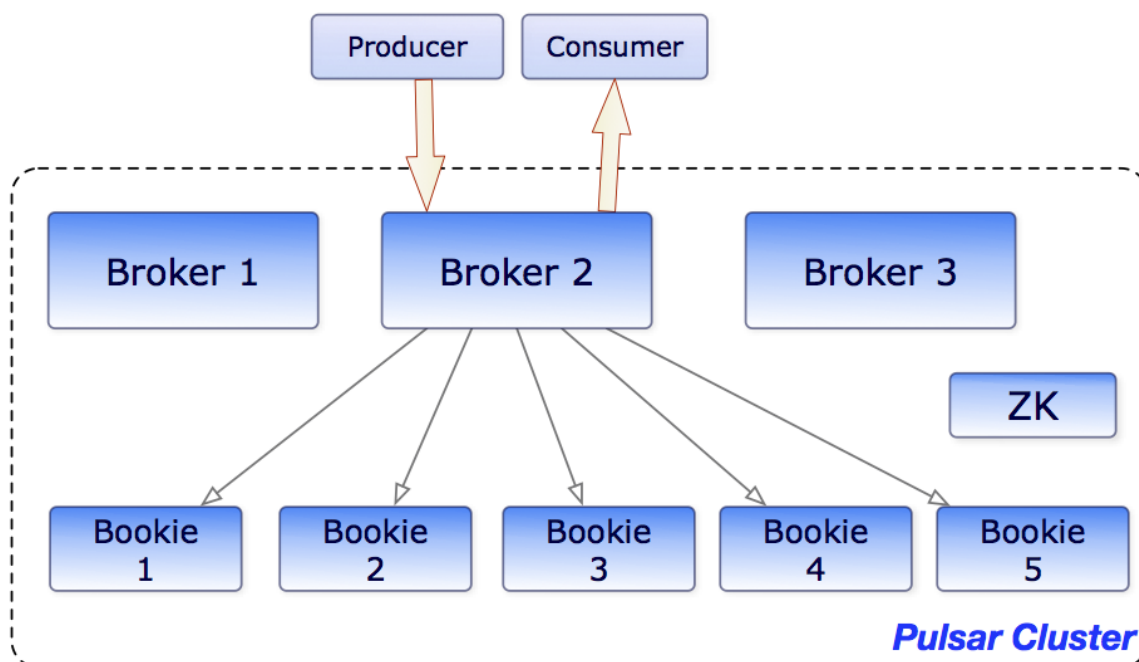 Producer
Consumer
Broker 1
Broker 2
Broker 3
ZK
Bookie
1
Bookie
2
Bookie
3
Bookie
4
Bookie
5
Pulsar Cluster